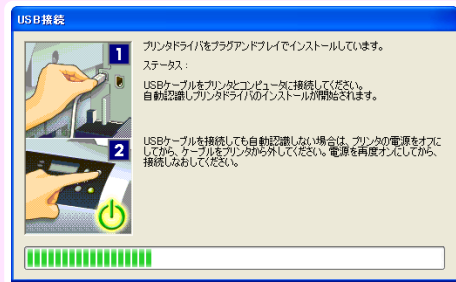 USB接続
1
プリンタドライバをプラグアンドプレイでインストールしています。
ステータス:
USBケーブルをプリンタとコンピュータに接続してください。
自動認識しプリンタドライバのインストールが開始されます。
2
USBケーブルを接続しても自動認識しない場合は、プリンタの電源をオフに
してから、ケーブルをプリンタから外してください。電源を再度オンにしてから、
接続しなおしてください。